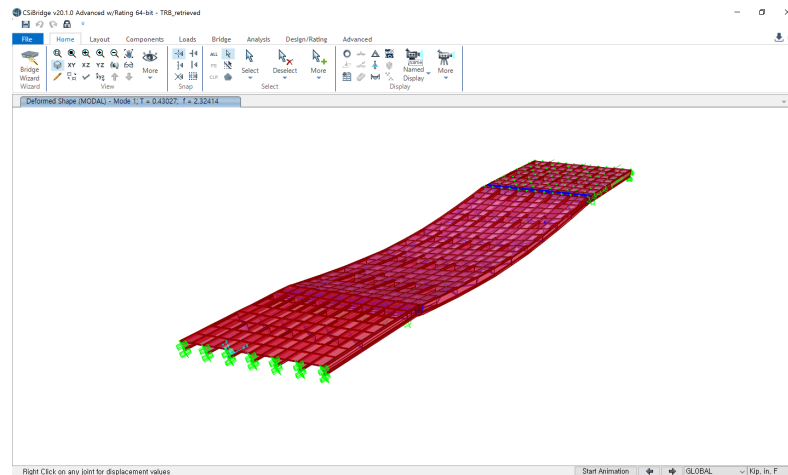 CSiBridge v20.1.0 Advanced w/Rating 64-bit - TRB_retrieved
File Home Layout Components Loads Bridge Analysis Design/Rating Advanced
XY XZ YZ
Bridge Wizard
More
ALL
PS
CLR
Select
Deselect
More
Named Display
More
Wizard View Snap Select Display
Deformed Shape (MODAL) - Mode 1; T = 0.43027; f = 2.32414
Right Click on any joint for displacement values
Start Animation
GLOBAL
Kip, in, F